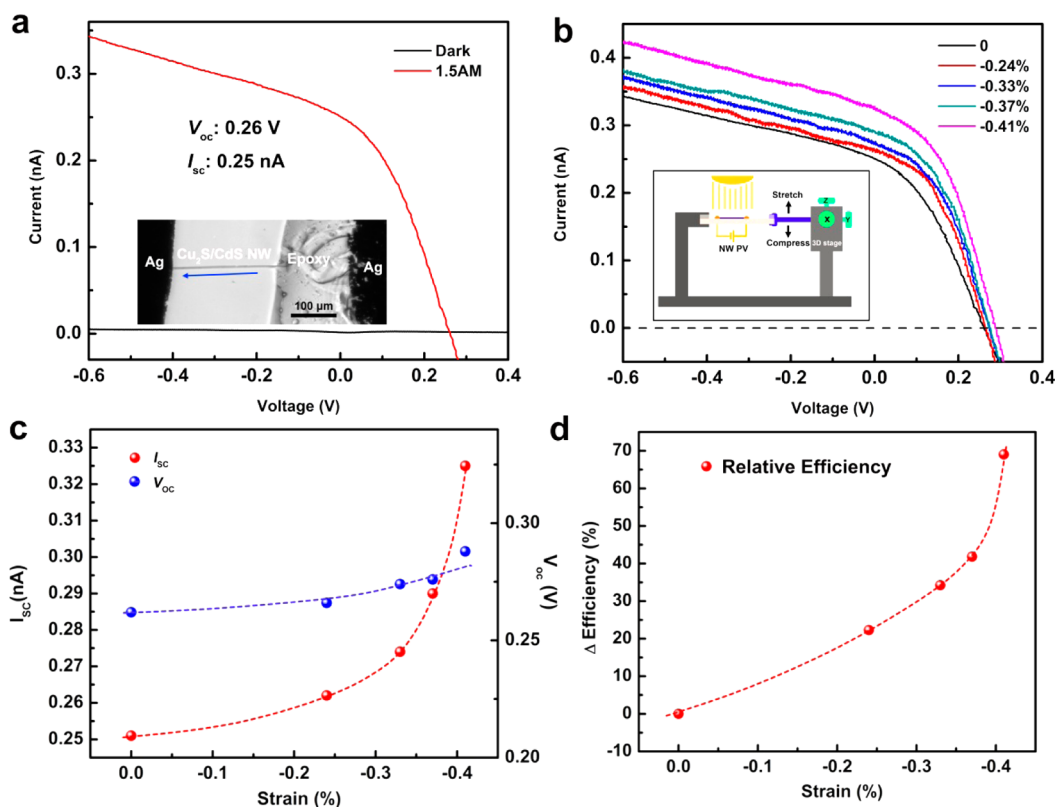 a
Dark
1.5AM
Voc: 0.26 V
Isc: 0.25 nA
Ag
Cu2S/CdS NW
Epoxy
Ag
100 μm
0.3
0.2
0.1
0.0
Current (nA)
-0.6
-0.4
-0.2
0.0
0.2
0.4
Voltage (V)
b
0
-0.24%
-0.33%
-0.37%
-0.41%
Stretch
Compress
NW PV
Z
X
Y
3D stage
0.4
0.3
0.2
0.1
0.0
Current (nA)
-0.6
-0.4
-0.2
0.0
0.2
0.4
Voltage (V)
c
ISC
VOC
0.33
0.32
0.31
0.30
0.29
0.28
0.27
0.26
0.25
ISC(nA)
0.30
0.25
0.20
Voc (V)
0.0
-0.1
-0.2
-0.3
-0.4
Strain (%)
d
Relative Efficiency
70
60
50
40
30
20
10
0
-10
Δ Efficiency (%)
0.0
-0.1
-0.2
-0.3
-0.4
Strain (%)